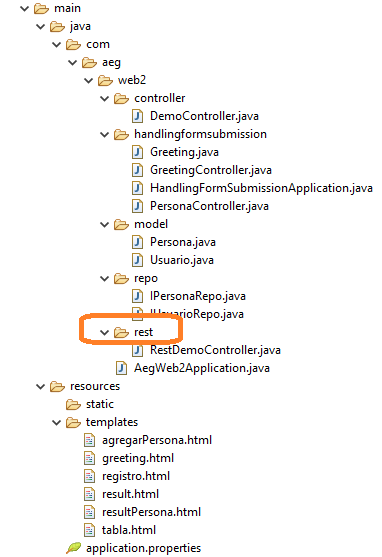 main
java
com
aeg
web2
controller
DemoController.java
handlingformsubmission
Greeting.java
GreetingController.java
HandlingFormSubmissionApplication.java
PersonaController.java
model
Persona.java
Usuario.java
repo
IPersonaRepo.java
IUsuarioRepo.java
rest
RestDemoController.java
AegWeb2Application.java
resources
static
templates
agregarPersona.html
greeting.html
registro.html
result.html
resultPersona.html
tabla.html
application.properties